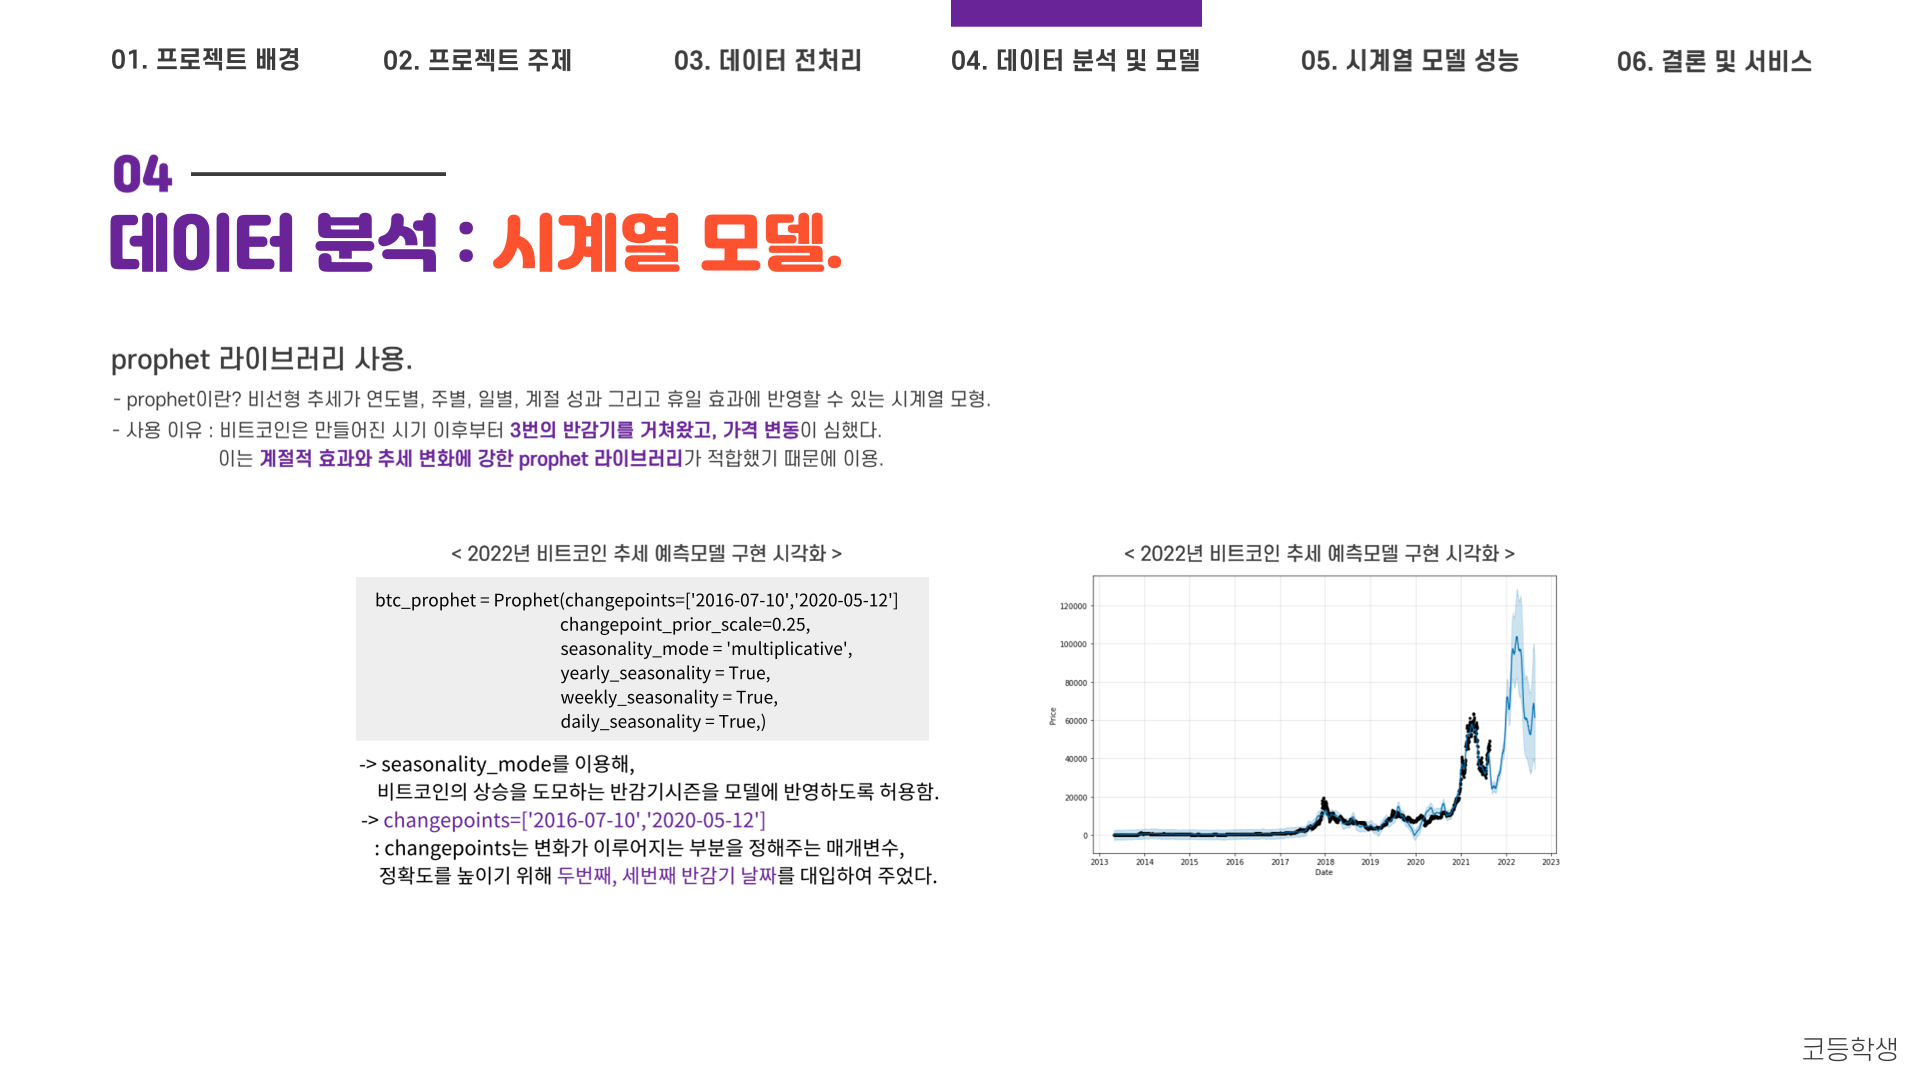 01. 프로젝트 배경
02. 프로젝트 주제
03. 데이터 전처리
04. 데이터 분석 및 모델
05. 시계열 모델 성능
06. 결론 및 서비스
04
데이터 분석 : 시계열 모델.
prophet 라이브러리 사용.
- prophet이란? 비선형 추세가 연도별, 주별, 일별, 계절 성과 그리고 휴일 효과에 반영할 수 있는 시계열 모형.
- 사용 이유 : 비트코인은 만들어진 시기 이후부터 3번의 반감기를 거쳐왔고, 가격 변동이 심했다.
이는 계절적 효과와 추세 변화에 강한 prophet 라이브러리가 적합했기 때문에 이용.
< 2022년 비트코인 추세 예측모델 구현 시각화 >
btc_prophet = Prophet(changepoints=['2016-07-10','2020-05-12']
changepoint_prior_scale=0.25,
seasonality_mode = 'multiplicative',
yearly_seasonality = True,
weekly_seasonality = True,
daily_seasonality = True,)
-> seasonality_mode를 이용해,
비트코인의 상승을 도모하는 반감기시즌을 모델에 반영하도록 허용함.
-> changepoints=['2016-07-10','2020-05-12']
: changepoints는 변화가 이루어지는 부분을 정해주는 매개변수,
정확도를 높이기 위해 두번째, 세번째 반감기 날짜를 대입하여 주었다.
< 2022년 비트코인 추세 예측모델 구현 시각화 >
120000
100000
80000
60000
40000
20000
0
Price
2013 2014 2015 2016 2017 2018 2019 2020 2021 2022 2023
Date
코등학생